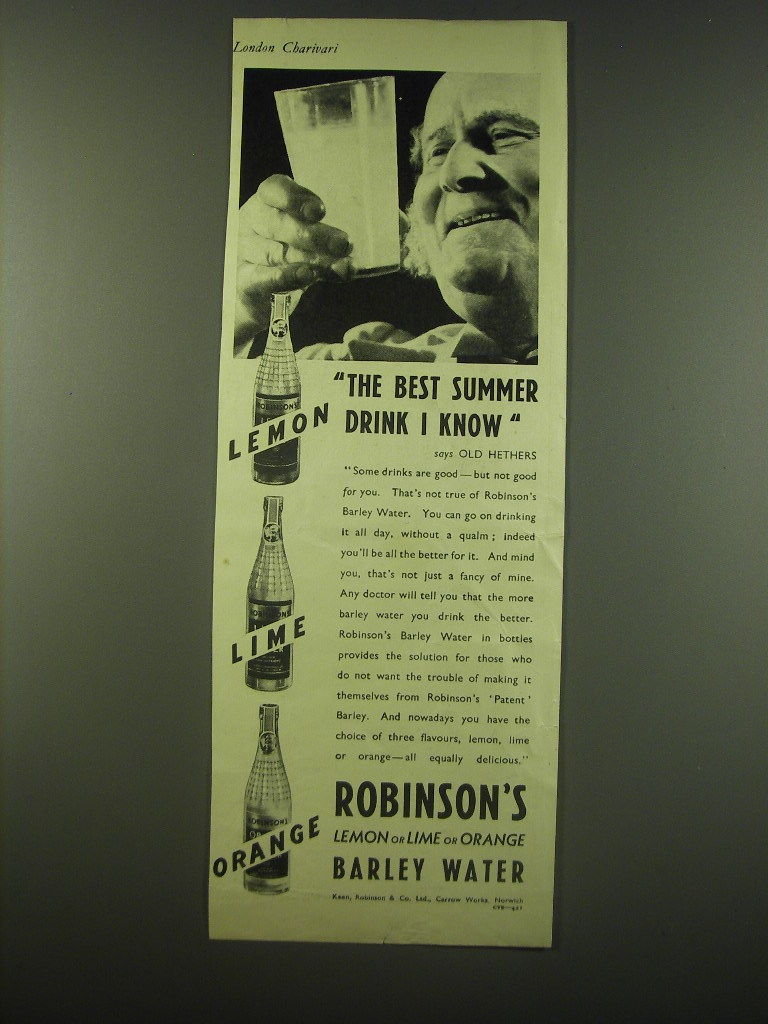 London Charivari
"THE BEST SUMMER
DRINK I KNOW"
says OLD HETHERS
"Some drinks are good—but not good
for you. That's not true of Robinson's
Barley Water. You can go on drinking
it all day, without a qualm; indeed
you'll be all the better for it. And mind
you, that's not just a fancy of mine.
Any doctor will tell you that the more
barley water you drink the better.
Robinson's Barley Water in bottles
provides the solution for those who
do not want the trouble of making it
themselves from Robinson's 'Patent'
Barley. And nowadays you have the
choice of three flavours, lemon, lime
or orange—all equally delicious."
ROBINSON'S
LEMON
ROBINSON'S
LIME
ROBINSON'S
ORANGE
ROBINSON'S
LEMON OR LIME OR ORANGE
BARLEY WATER
Keen, Robinson & Co. Ltd., Carrow Works, Norwich